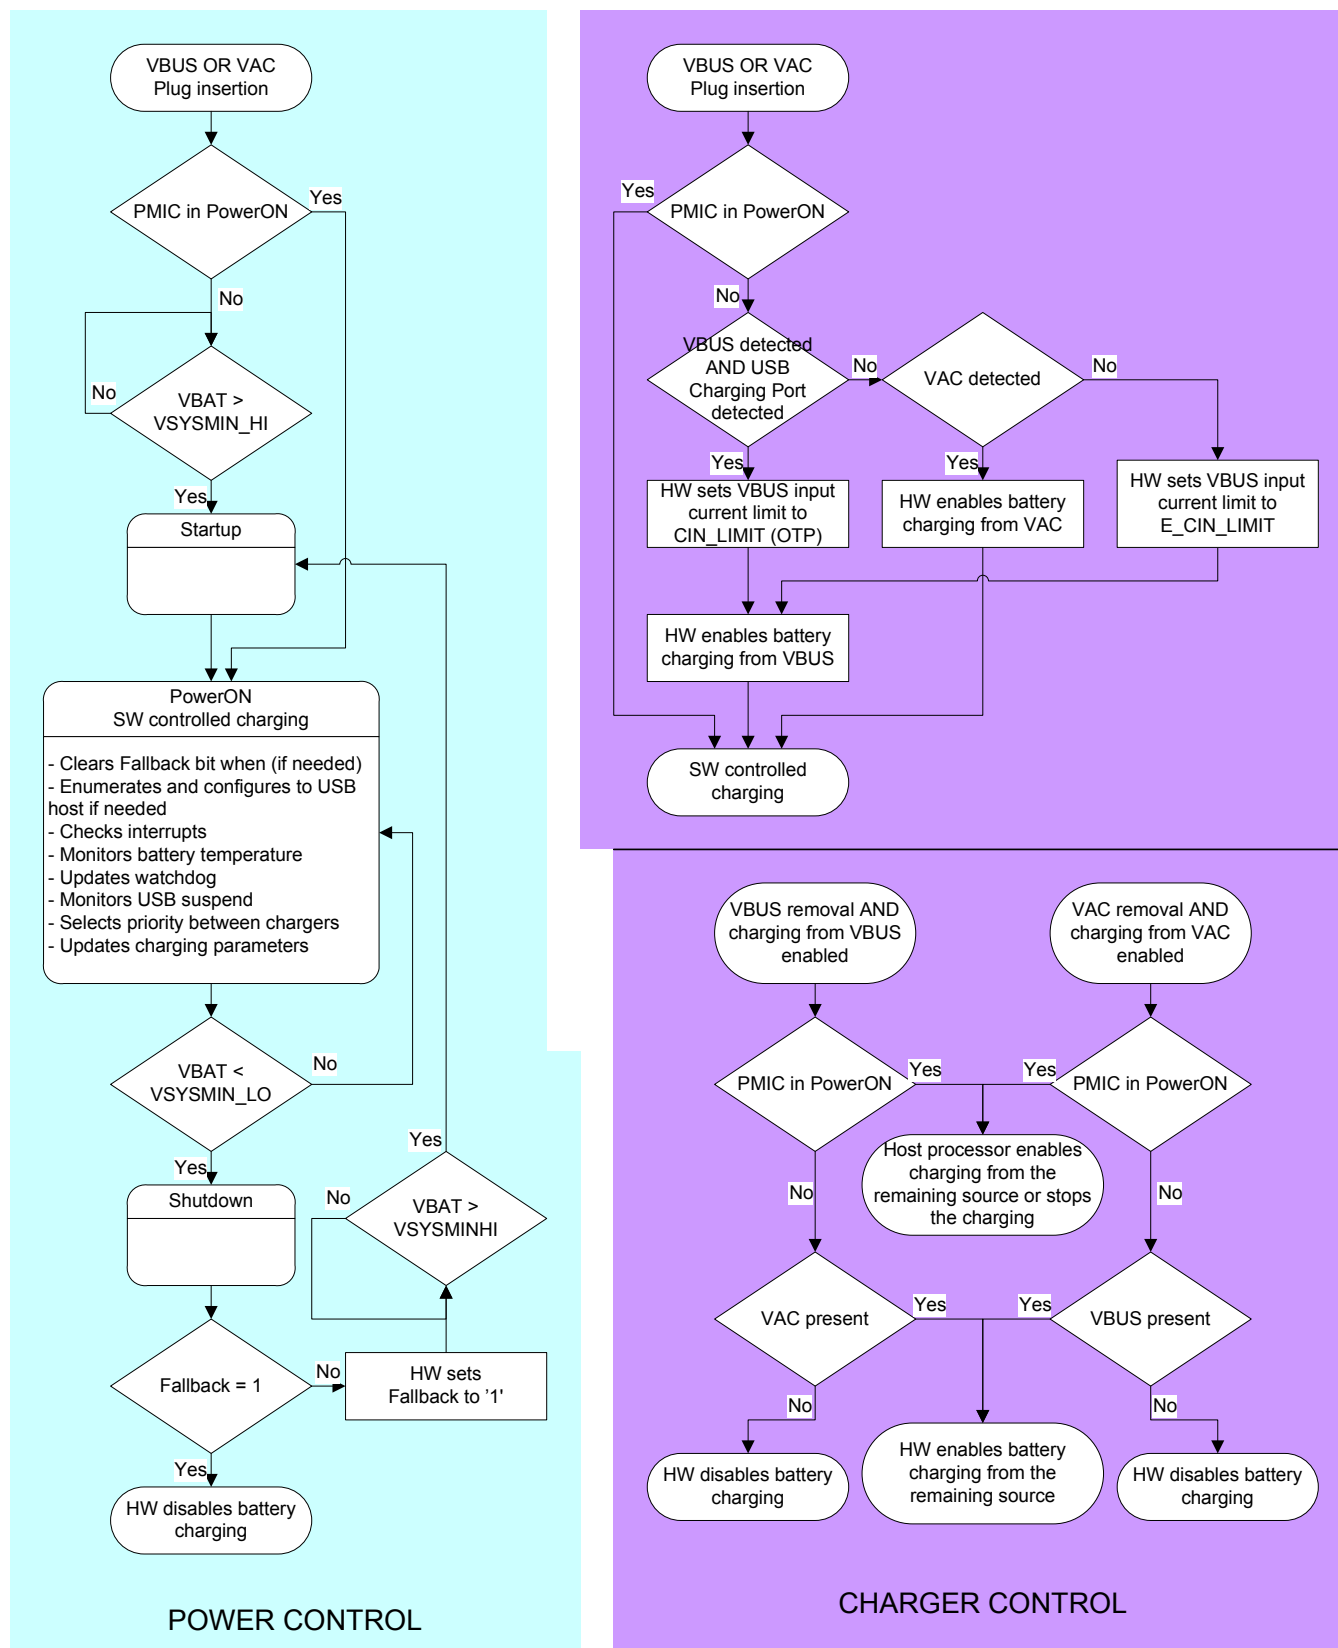 VBUS OR VAC
Plug insertion
PMIC in PowerON
Yes
No
VBAT >
VSYSMIN_HI
No
Yes
Startup
PowerON
SW controlled charging
- Clears Fallback bit when (if needed)
- Enumerates and configures to USB
host if needed
- Checks interrupts
- Monitors battery temperature
- Updates watchdog
- Monitors USB suspend
- Selects priority between chargers
- Updates charging parameters
VBAT <
VSYSMIN_LO
No
Yes
Shutdown
Yes
No
VBAT >
VSYSMINHI
Fallback = 1
No
HW sets
Fallback to '1'
Yes
HW disables battery
charging
POWER CONTROL
VBUS OR VAC
Plug insertion
Yes
PMIC in PowerON
No
VBUS detected
AND USB
Charging Port
detected
No
VAC detected
No
Yes
Yes
HW sets VBUS input
current limit to
CIN_LIMIT (OTP)
HW enables battery
charging from VAC
HW sets VBUS input
current limit to
E_CIN_LIMIT
HW enables battery
charging from VBUS
SW controlled
charging
VBUS removal AND
charging from VBUS
enabled
VAC removal AND
charging from VAC
enabled
PMIC in PowerON
Yes
Yes
PMIC in PowerON
Host processor enables
charging from the
remaining source or stops
the charging
No
No
VAC present
Yes
Yes
VBUS present
No
No
HW disables battery
charging
HW enables battery
charging from the
remaining source
HW disables battery
charging
CHARGER CONTROL